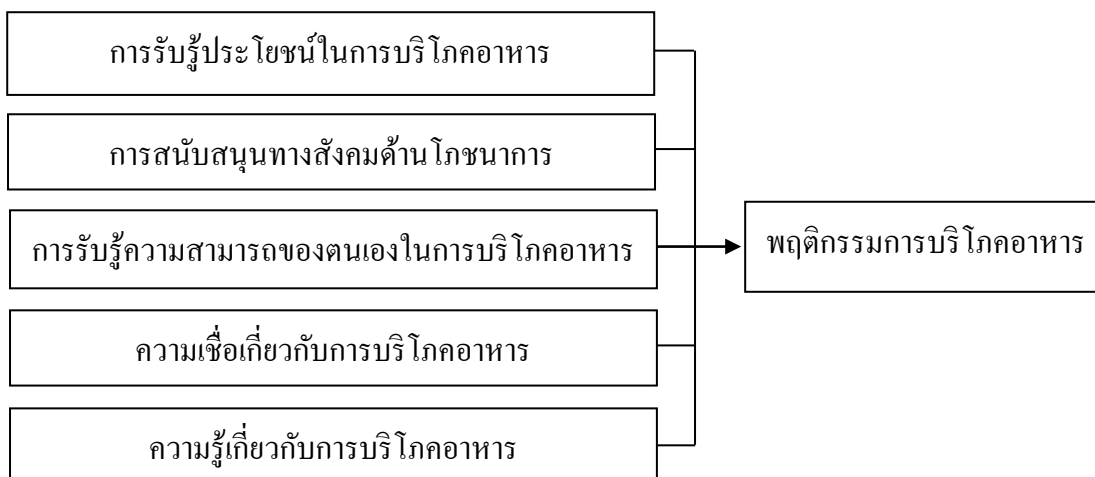 การรับรู้ประโยชน์ในการบริโภคอาหาร
การสนับสนุนทางสังคมด้านโภชนาการ
การรับรู้ความสามารถของตนเองในการบริโภคอาหาร
พฤติกรรมการบริโภคอาหาร
ความเชื่อเกี่ยวกับการบริโภคอาหาร
ความรู้เกี่ยวกับการบริโภคอาหาร